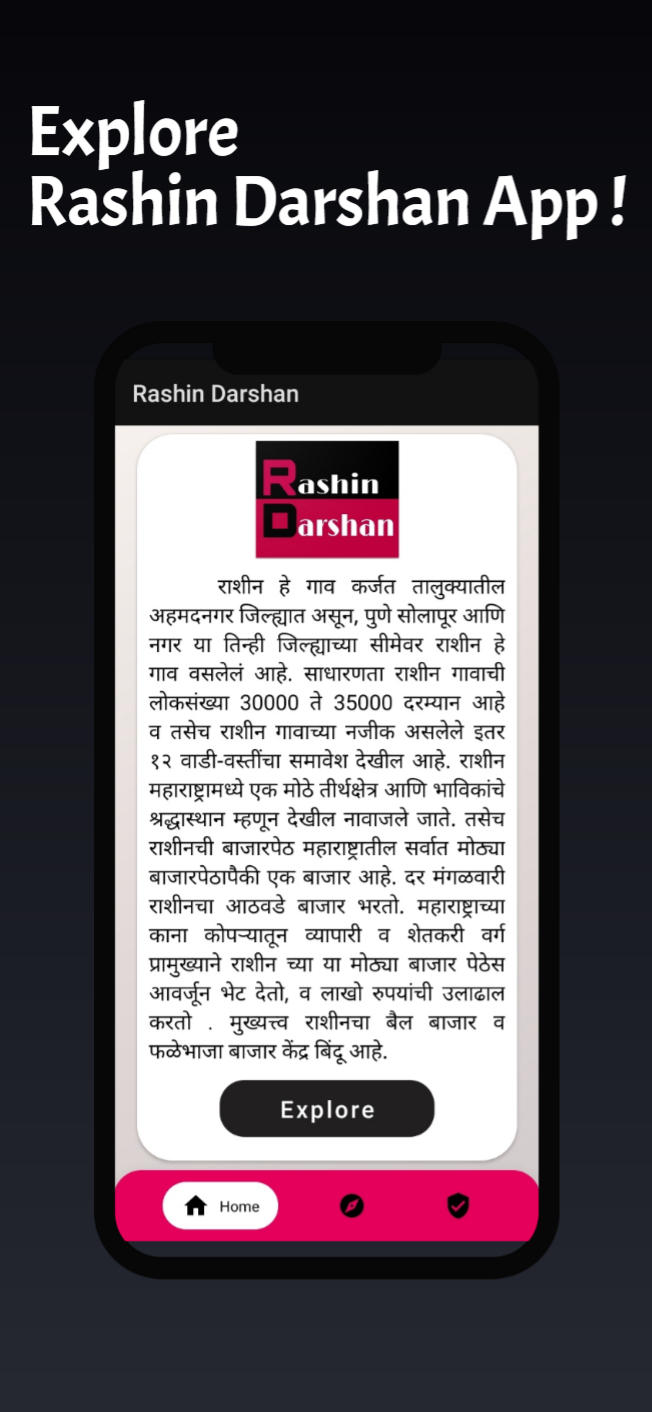 Explore
Rashin Darshan App !
Rashin Darshan
Rashin
Darshan
राशीन हे गाव कर्जत तालुक्यातील
अहमदनगर जिल्ह्यात असून, पुणे सोलापूर आणि
नगर या तिन्ही जिल्ह्याच्या सीमेवर राशीन हे
गाव वसलेलं आहे. साधारणता राशीन गावाची
लोकसंख्या 30000 ते 35000 दरम्यान आहे
व तसेच राशीन गावाच्या नजीक असलेले इतर
१२ वाडी-वस्तींचा समावेश देखील आहे. राशीन
महाराष्ट्रामध्ये एक मोठे तीर्थक्षेत्र आणि भाविकांचे
श्रद्धास्थान म्हणून देखील नावाजले जाते. तसेच
राशीनची बाजारपेठ महाराष्ट्रातील सर्वात मोठ्या
बाजारपेठापैकी एक बाजार आहे. दर मंगळवारी
राशीनचा आठवडे बाजार भरतो. महाराष्ट्राच्या
काना कोपऱ्यातून व्यापारी व शेतकरी वर्ग
प्रामुख्याने राशीन च्या या मोठ्या बाजार पेठेस
आवर्जून भेट देतो, व लाखो रुपयांची उलाढाल
करतो . मुख्यत्त्व राशीनचा बैल बाजार व
फळेभाजा बाजार केंद्र बिंदू आहे.
Explore
Home